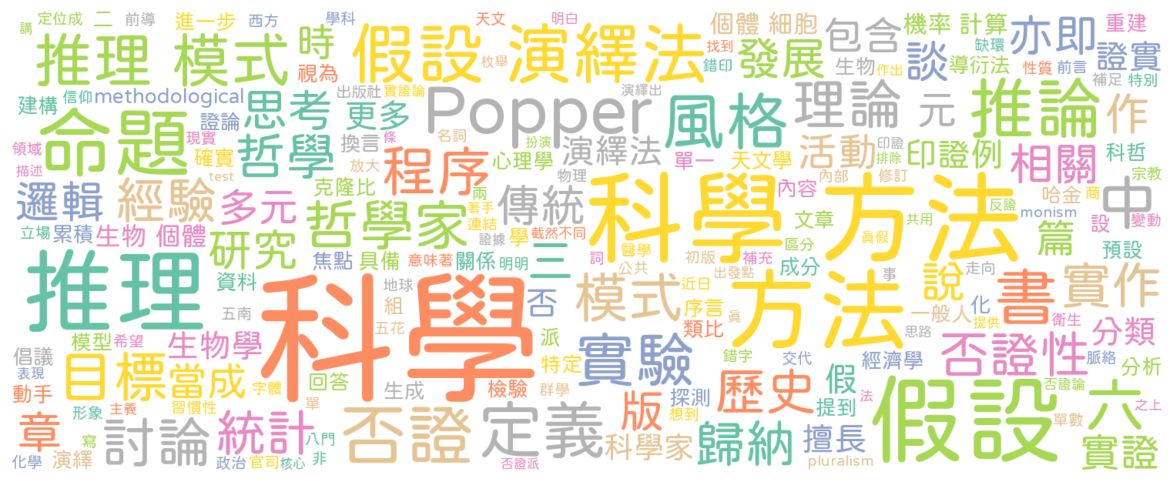 講 定位成 二 前導 西方 學科 天文 明白 個體 細胞 機率 計算 缺環 重建
推理 模式 進一步 時 假設 演繹法 找到 發展 包含 談 亦即 證實
視為 枚舉 錯印 生物 作出 導衍法 性質 前言 補足 特別
建構 信仰 methodological 出版社 實證論 演繹出
命題 證論 思考 更多 Popper 風格 理論 元 推論 作
現實 哲學 換言 條 名詞 扮演 印證 排除
領域 確實 放大 程序 心理學 演繹法 單一 天文學 活動 印證例 相關 科哲
描述 test 克隆比 兩 物理 內部 修訂 宗教
邏輯 經驗 多元 著手 傳統 科學 方法 內容 哈金 商 中
立場 累積 生物 個體 哲學家 連結 截然不同 文章 共用 反證 monism 設 變動
研究 焦點 具備 證據 學 三 醫學 區分 眞假 篇 預設
資料 意味著 關係 明明 詞 初版 補充 成分 事 走向
推理 科學 地球 否 公共 出發點 方法 說 化 書 實作
五南 組 模式 近日 序言 眞 一般人 提供 衛生
倡議 模型 希望 生物學 五花 派 類比 思路 脈絡 分類
表現 目標 當成 回答 生成 特定 實驗 錯字 交代 經濟學 否證性 分析
動手 字體 檢驗 群學 探測 歷史 假 法 假設 六 否證論 之上
章 形象 主義 習慣性 單 否證 定義 版 想到 提到 擅長 單數
寫 討論 統計 八門 科學家 歸納 實證
化學 演繹 政治 官司 核心 非 否證派 pluralism